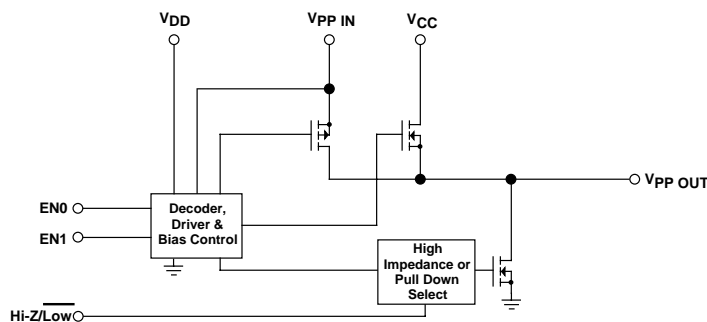 VDD
VPP IN
VCC
VPP OUT
EN0
EN1
Decoder,
Driver &
Bias Control
High
Impedance or
Pull Down
Select
Hi-Z/Low